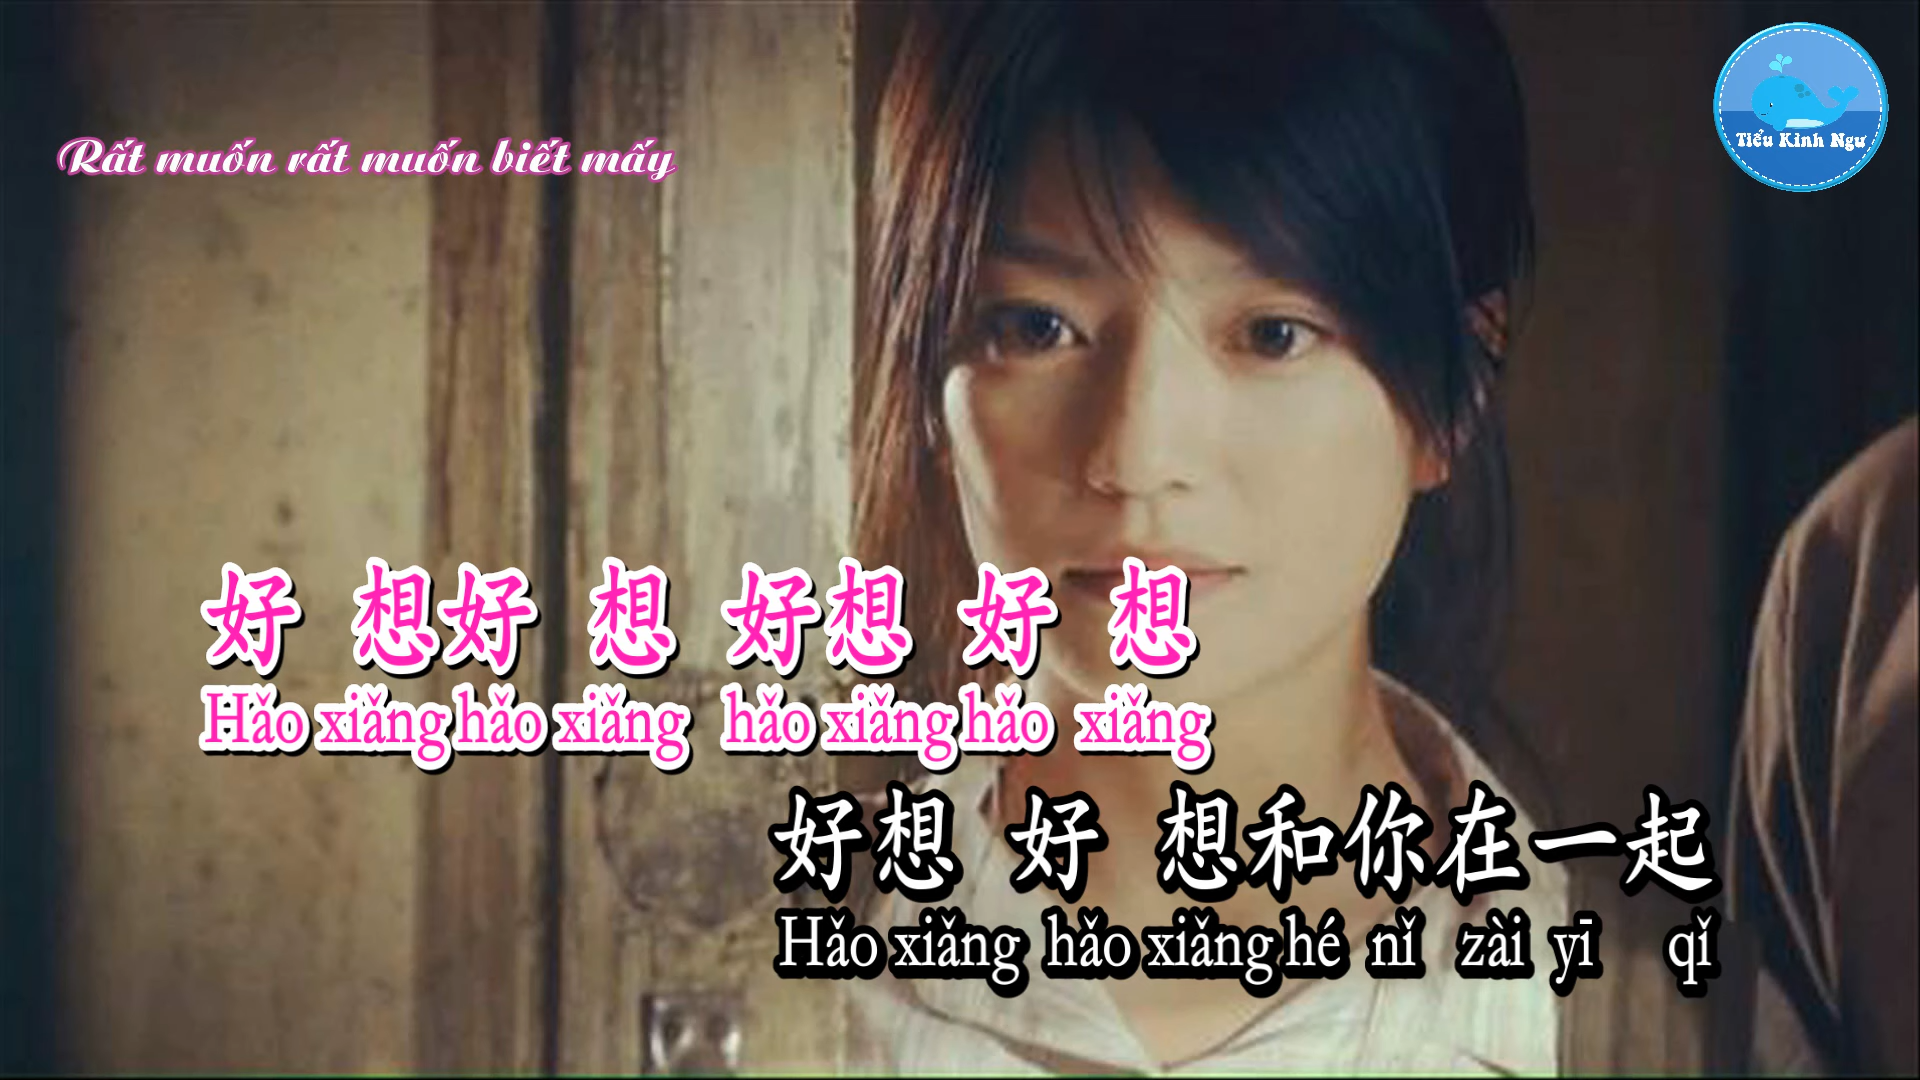 Tiểu Kình Ngư
Rất muốn rất muốn biết mấy
好 想好 想 好想 好 想
Hǎo xiǎng hǎo xiǎng hǎo xiǎng hǎo xiǎng
好想 好 想和你在一起
Hǎo xiǎng hǎo xiǎng hé nǐ zài yī qǐ